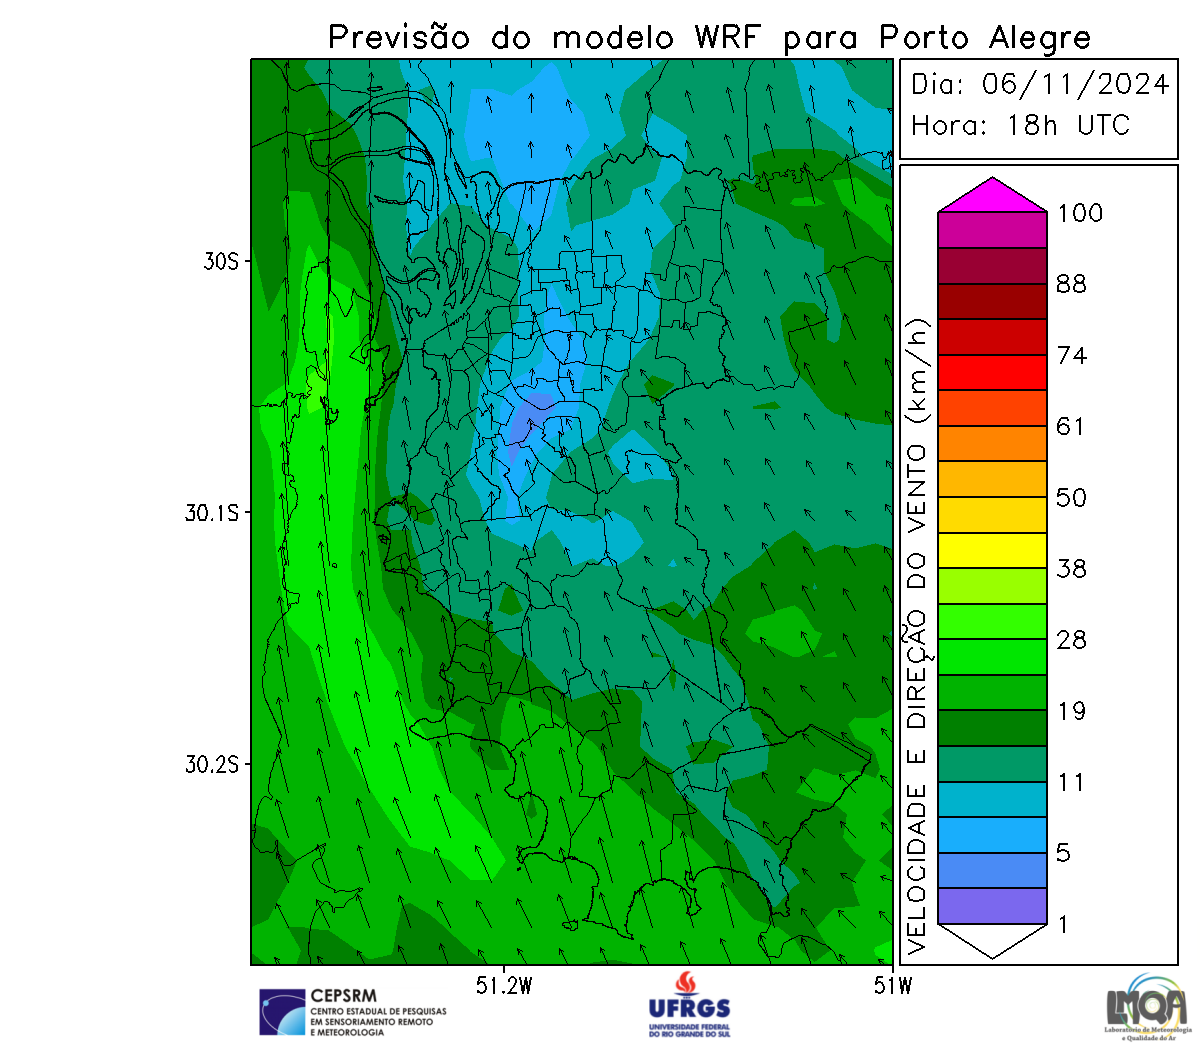 Previsão do modelo WRF para Porto Alegre
Dia: 06/11/2024
Hora: 18h UTC
VELOCIDADE E DIREÇÃO DO VENTO (km/h)
100
88
74
61
50
38
28
19
11
5
1
30S
30.1S
30.2S
51.2W
51W
CEPSRM
CENTRO ESTADUAL DE PESQUISAS
EM SENSORIAMENTO REMOTO
E METEOROLOGIA
UFRGS
UNIVERSIDADE FEDERAL
DO RIO GRANDE DO SUL
LMQA
Laboratório de Meteorologia
e Qualidade do Ar